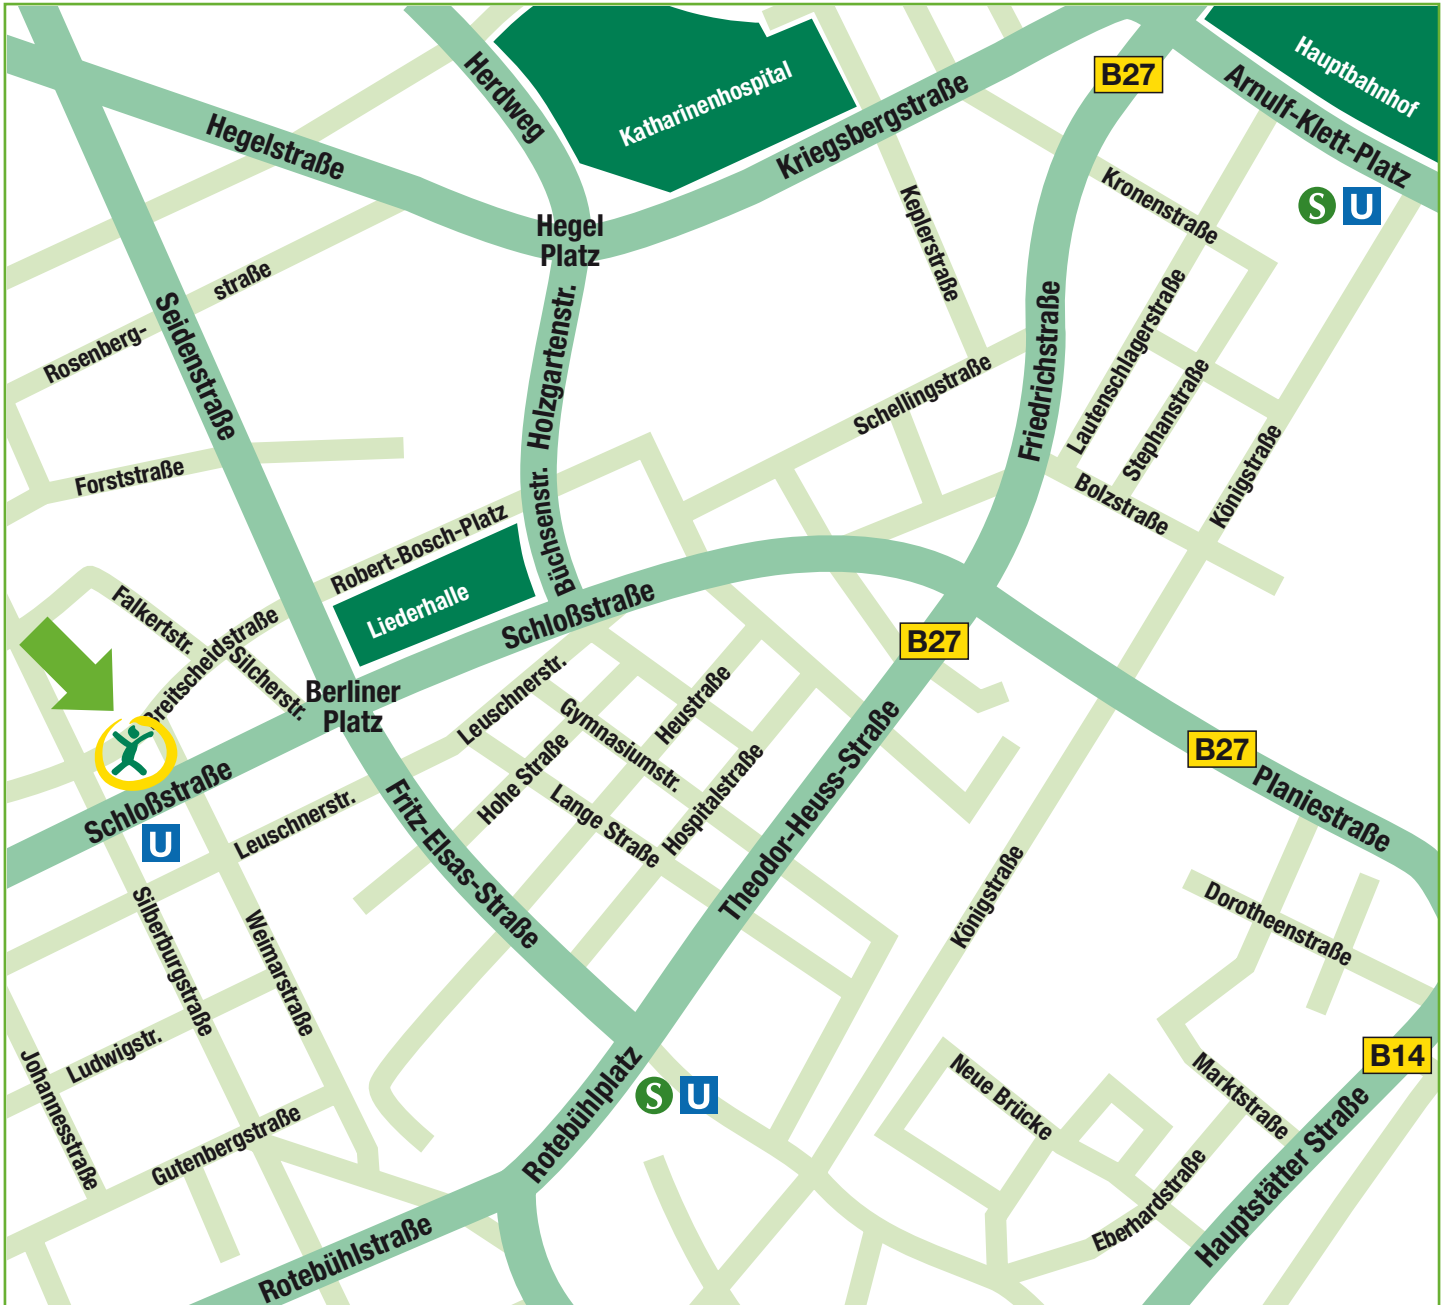 Hauptbahnhof
B27
Arnulf-Klett-Platz
Herdweg
Katharinenhospital
Kriegsbergstraße
Hegelstraße
Kronenstraße
S
U
Keplerstraße
Hegel
Platz
Rosenberg-
straße
Seidenstraße
Holzgartenstr.
Friedrichstraße
Lautenschlagerstraße
Stephanstraße
Schellingstraße
Königstraße
Forststraße
Bolzstraße
Robert-Bosch-Platz
Büchsenstr.
Liederhalle
Schloßstraße
Falkertstr.
Breitscheidstraße
Silcherstr.
B27
Berliner
Platz
Leuschnerstr.
Heustraße
Gymnasiumstr.
Hohe Straße
Hospitalstraße
Lange Straße
Theodor-Heuss-Straße
B27
Planiestraße
Schloßstraße
U
Leuschnerstr.
Fritz-Elsas-Straße
Königstraße
Dorotheenstraße
Silberburgstraße
Weimarstraße
Ludwigstr.
Johannesstraße
Gutenbergstraße
S
U
Rotebühlplatz
Neue Brücke
Marktstraße
B14
Eberhardstraße
Hauptstätter Straße
Rotebühlstraße